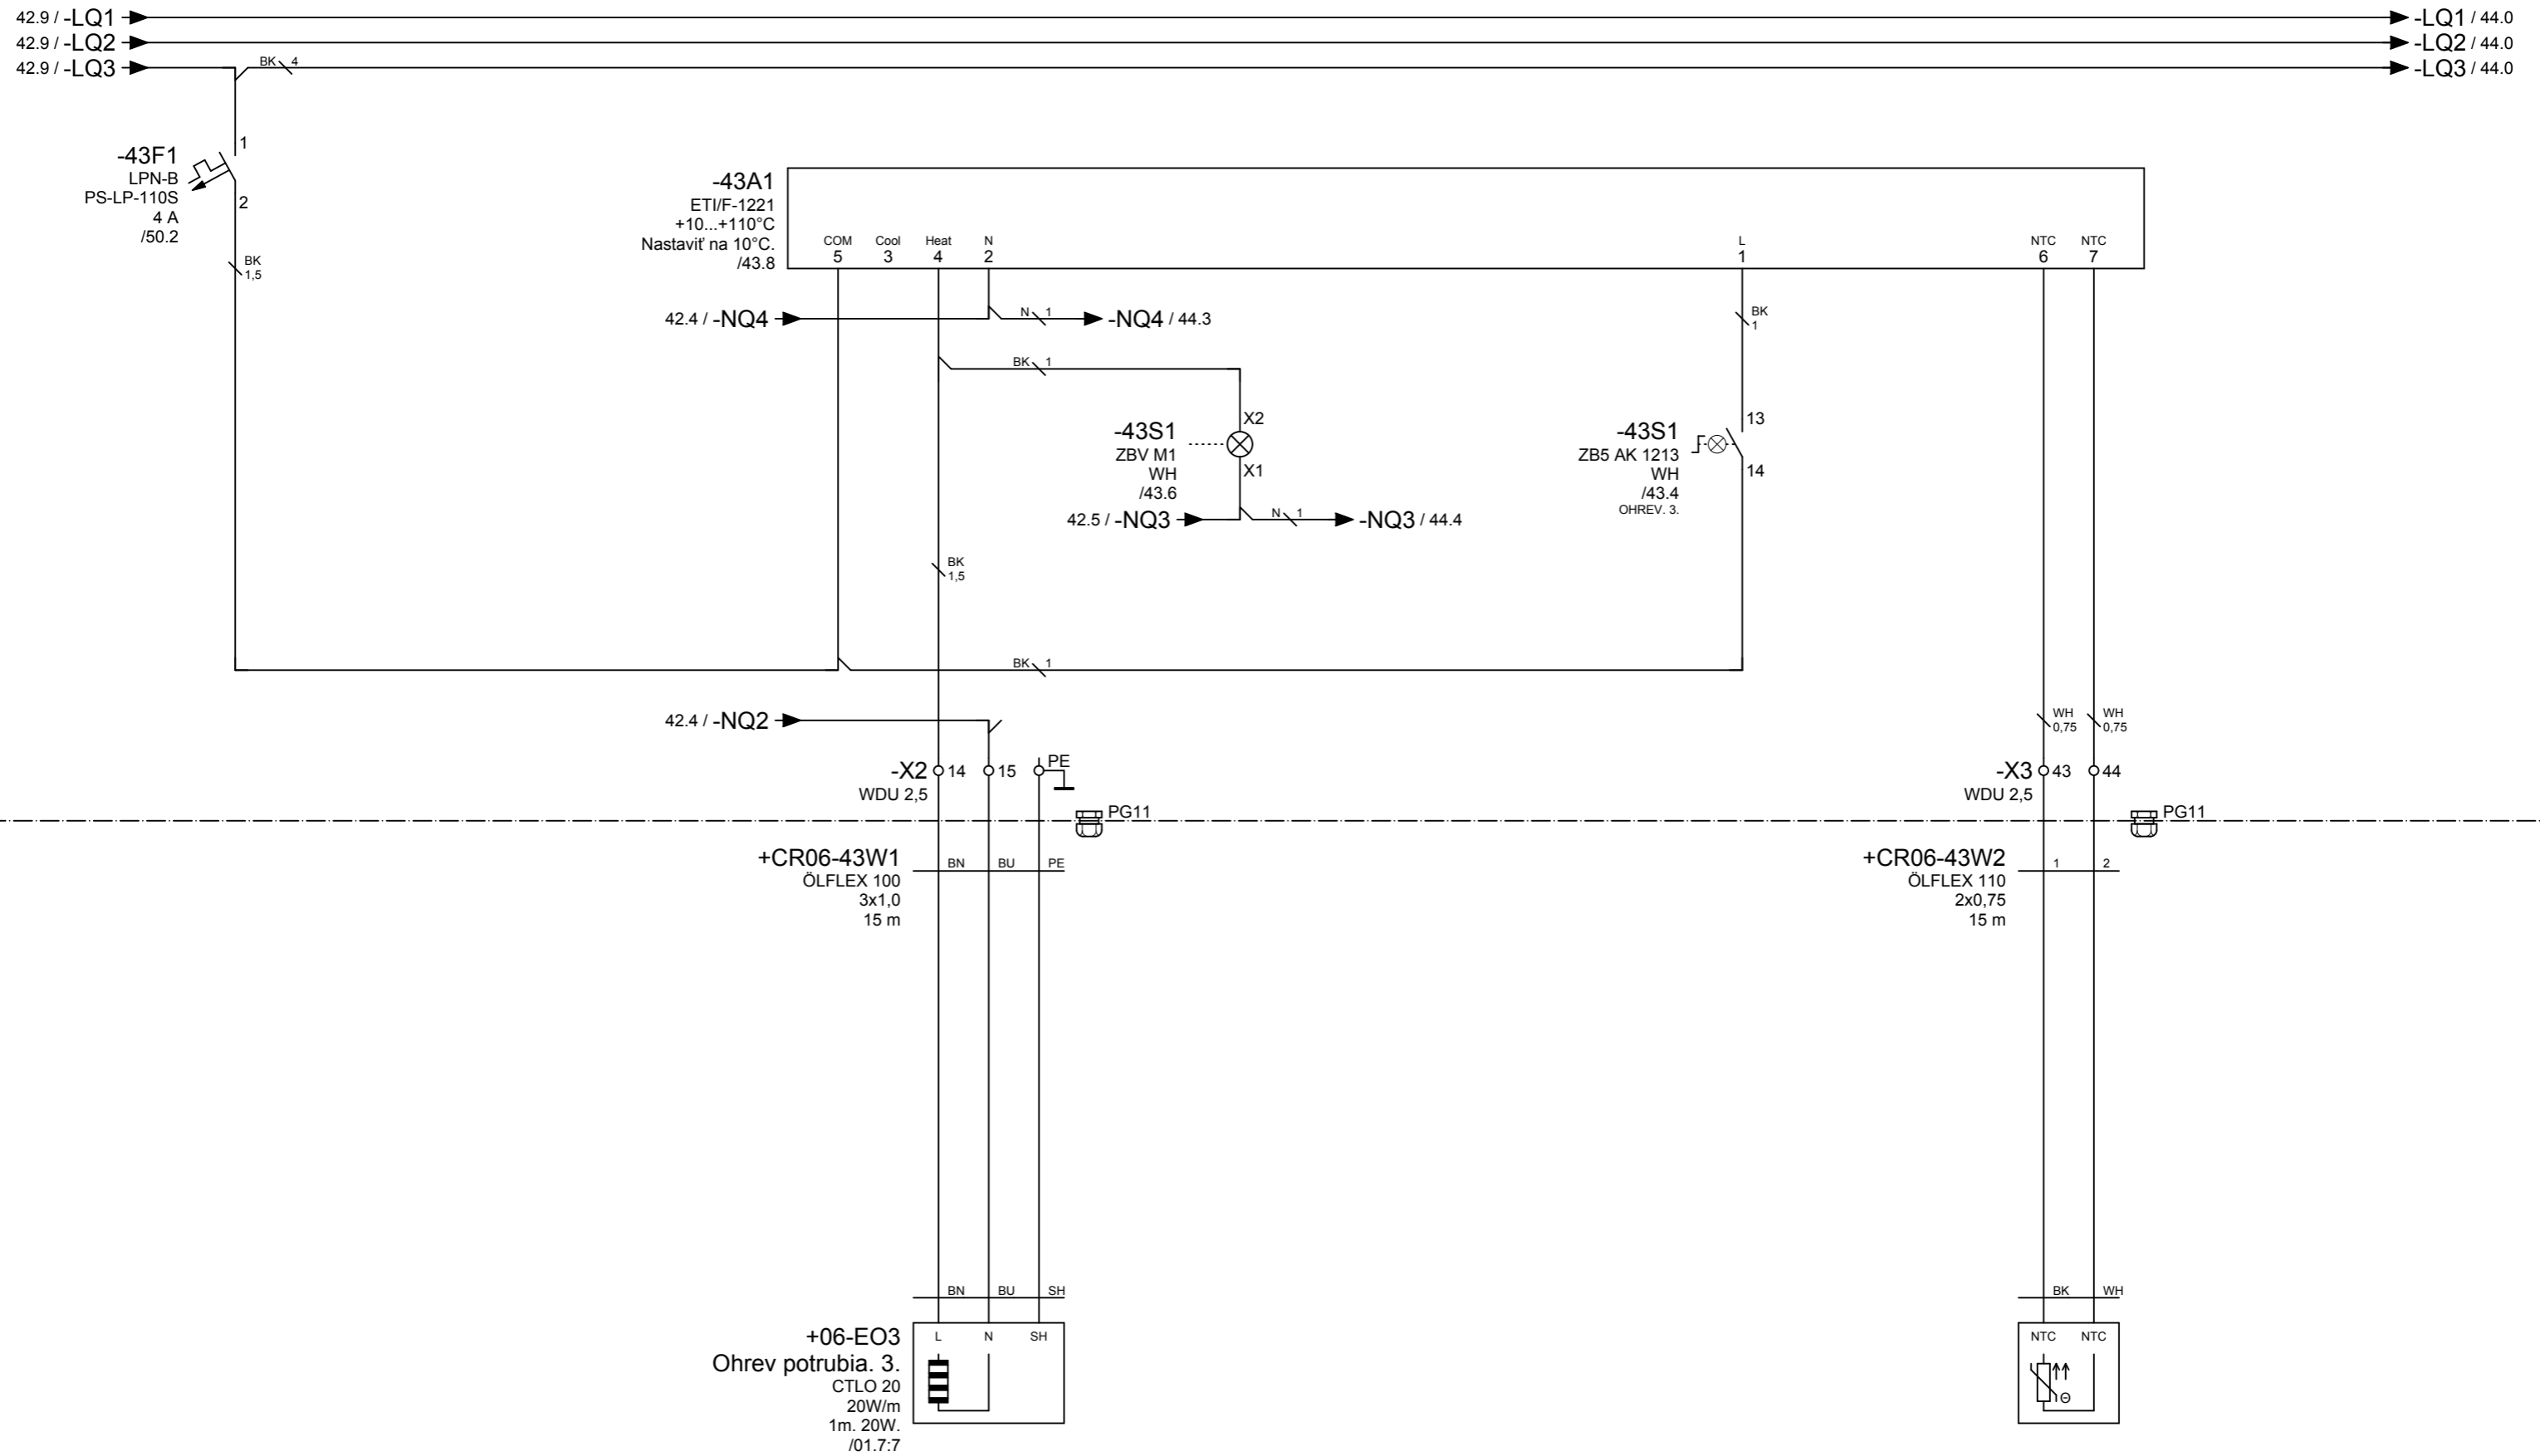 42.9 / -LQ1
-LQ1 / 44.0
42.9 / -LQ2
-LQ2 / 44.0
42.9 / -LQ3
BK 4
-LQ3 / 44.0
1
-43F1
LPN-B
PS-LP-110S
4 A
/50.2
2
BK
1,5
-43A1
ETI/F-1221
+10...+110°C
Nastaviť na 10°C.
/43.8
COM Cool Heat N L NTC NTC
5 3 4 2 1 6 7
42.4 / -NQ4
N 1
-NQ4 / 44.3
BK
1
BK 1
X2
-43S1
ZBV M1
WH
/43.6
X1
13
-43S1
ZB5 AK 1213
WH
/43.4
OHREV. 3.
14
42.5 / -NQ3
N 1
-NQ3 / 44.4
BK
1,5
BK 1
42.4 / -NQ2
WH
0,75
WH
0,75
-X2 14 15 PE
WDU 2,5
-X3 43 44
WDU 2,5
PG11
PG11
+CR06-43W1
ÖLFLEX 100
3x1,0
15 m
BN BU PE
+CR06-43W2
ÖLFLEX 110
2x0,75
15 m
1 2
BN BU SH
BK WH
+06-EO3
Ohrev potrubia. 3.
CTLO 20
20W/m
1m. 20W.
/01.7:7
L N SH
NTC NTC
Θ